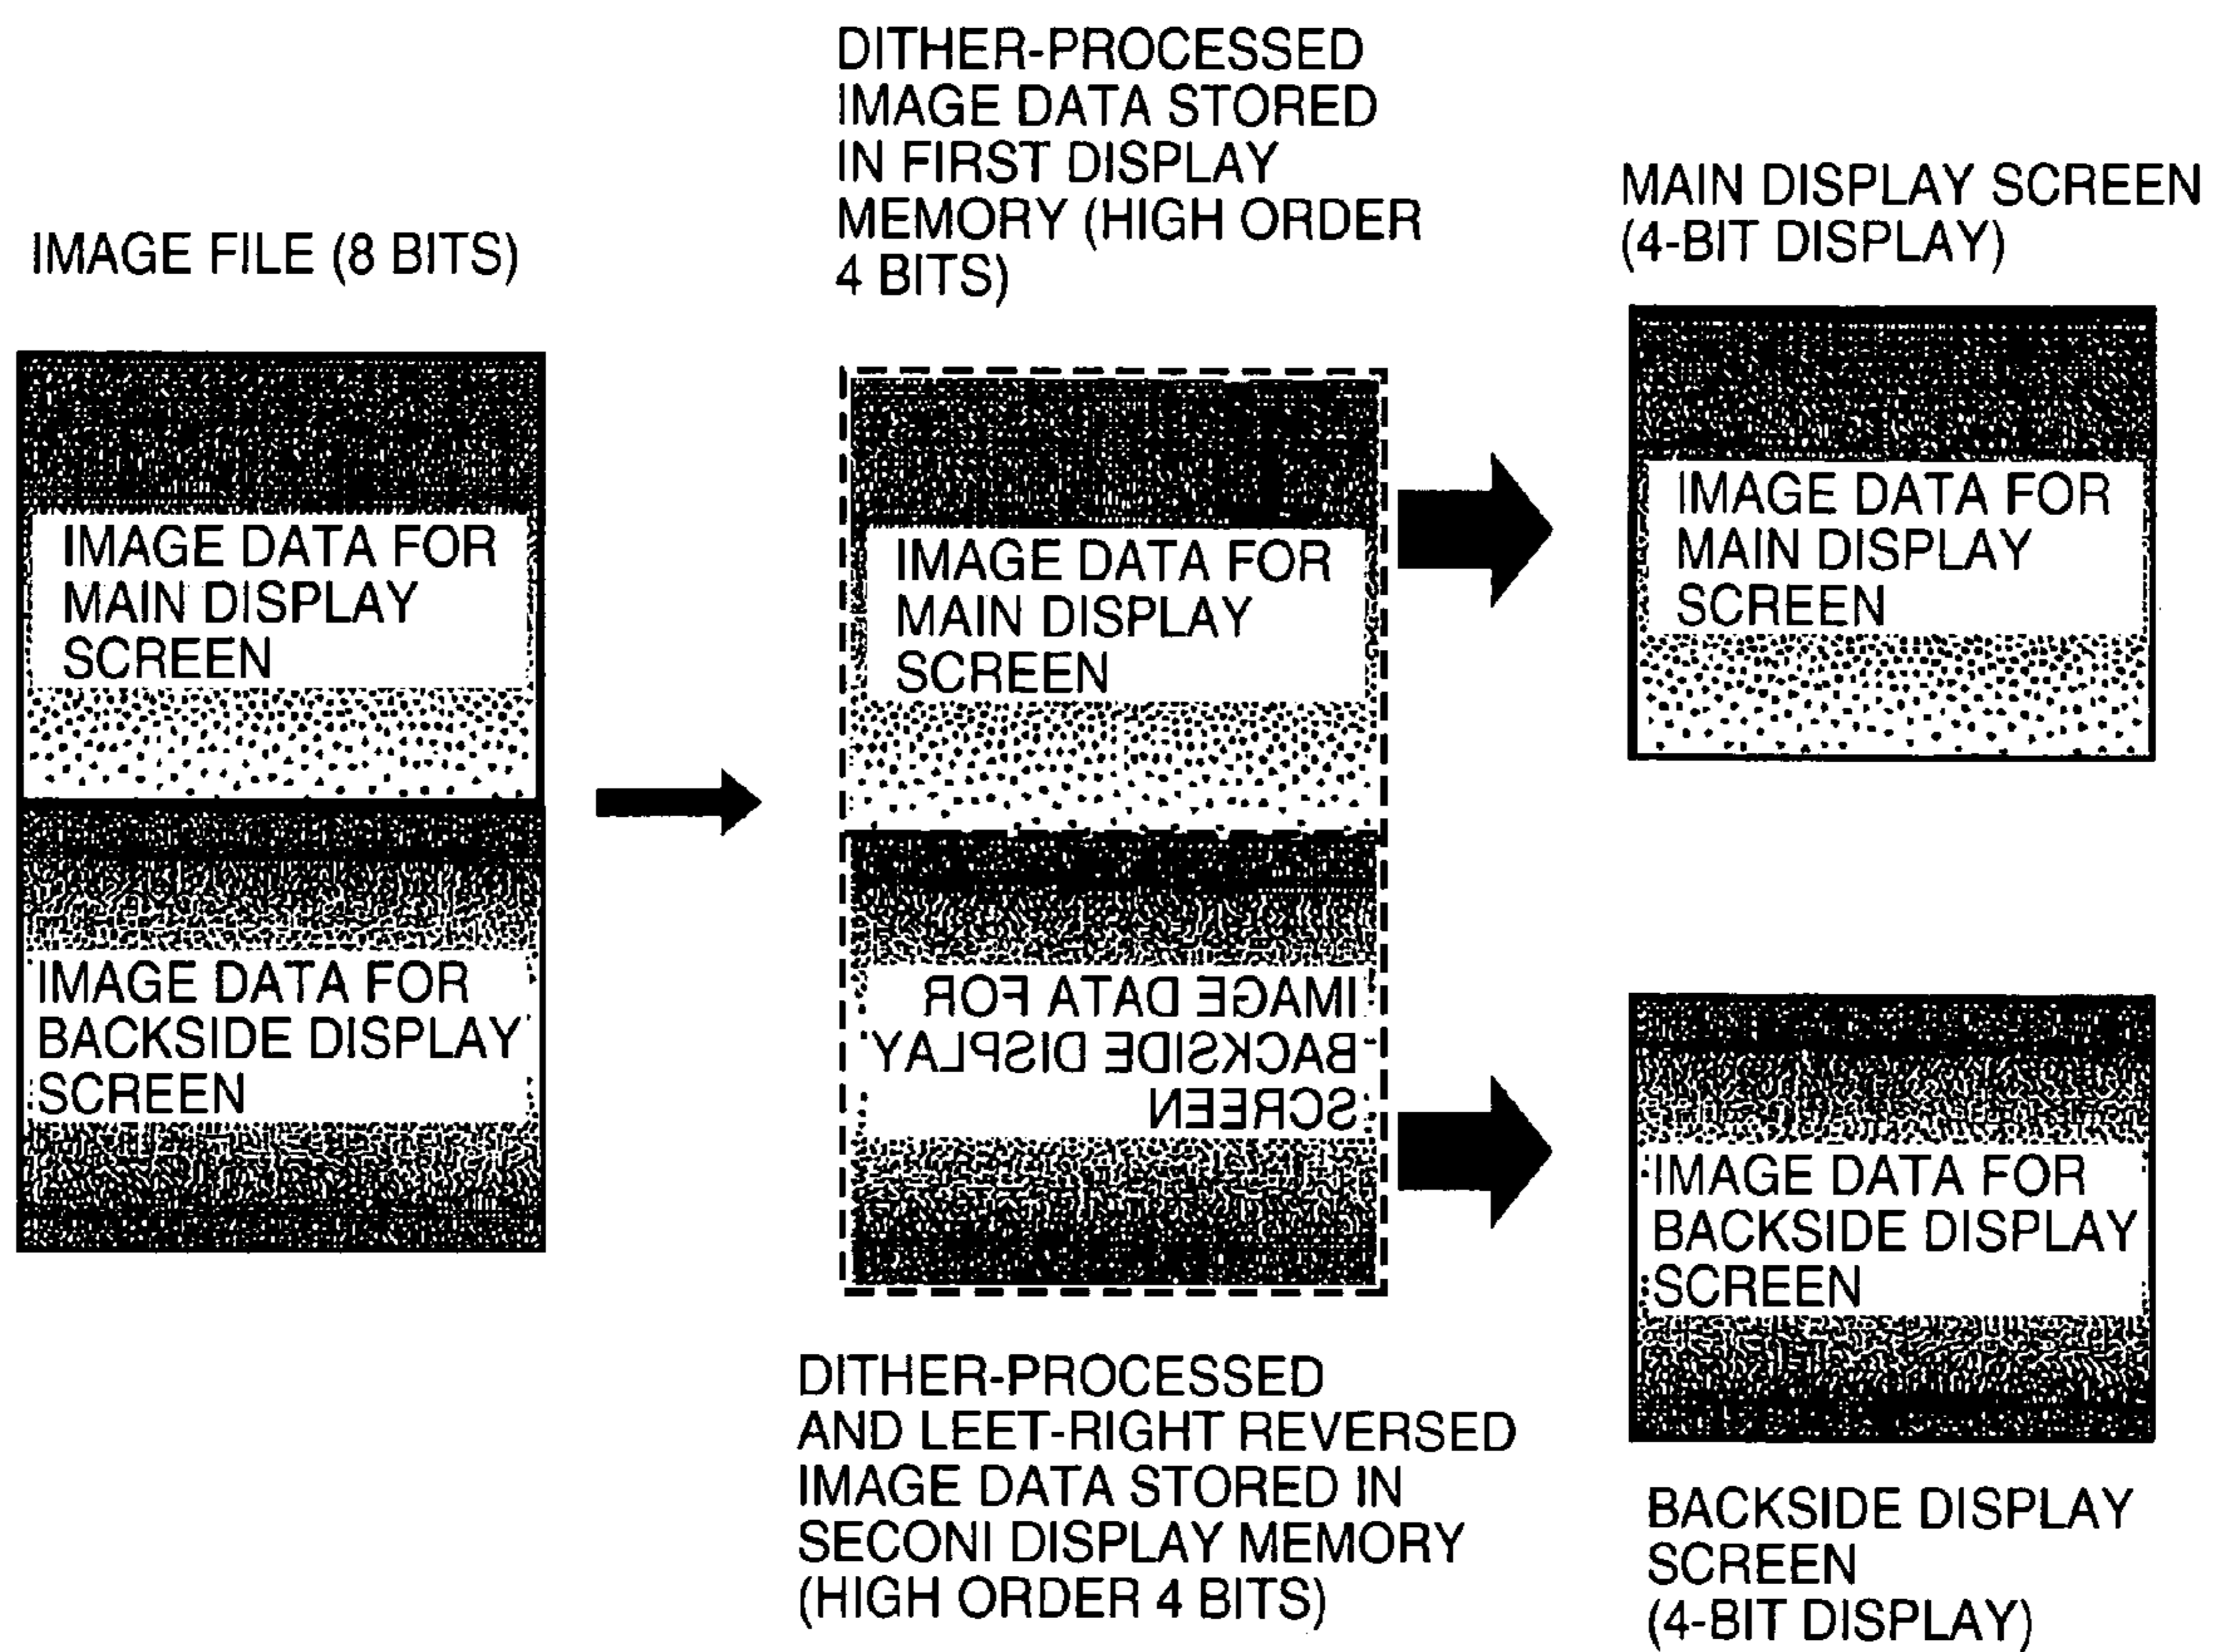 IMAGE FILE (8 BITS)
IMAGE DATA FOR
MAIN DISPLAY
SCREEN
IMAGE DATA FOR
BACKSIDE DISPLAY
SCREEN
DITHER-PROCESSED
IMAGE DATA STORED
IN FIRST DISPLAY
MEMORY (HIGH ORDER
4 BITS)
IMAGE DATA FOR
MAIN DISPLAY
SCREEN
IMAGE DATA FOR
BACKSIDE DISPLAY
SCREEN
DITHER-PROCESSED
AND LEET-RIGHT REVERSED
IMAGE DATA STORED IN
SECONI DISPLAY MEMORY
(HIGH ORDER 4 BITS)
MAIN DISPLAY SCREEN
(4-BIT DISPLAY)
IMAGE DATA FOR
MAIN DISPLAY
SCREEN
IMAGE DATA FOR
BACKSIDE DISPLAY
SCREEN
BACKSIDE DISPLAY
SCREEN
(4-BIT DISPLAY)